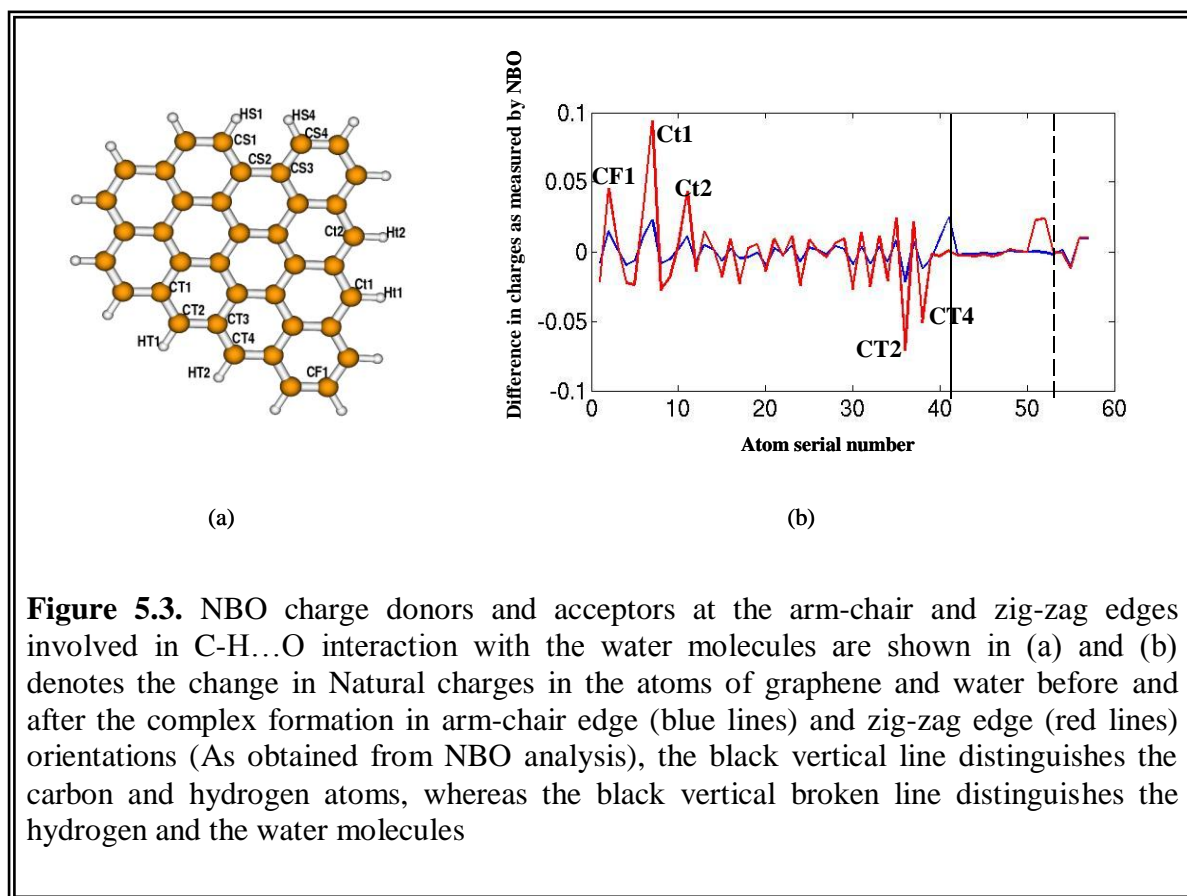 HS1
HS4
CS1
CS4
CS2
CS3
Ct2
Ht2
Ct1
Ht1
CT1
CT2
CT3
HT1
CT4
HT2
CF1
(a)
Difference in charges as measured by NBO
0.1
0.05
0
-0.05
-0.1
Ct1
CF1
Ct2
CT4
CT2
0 10 20 30 40 50 60
Atom serial number
(b)
Figure 5.3. NBO charge donors and acceptors at the arm-chair and zig-zag edges
involved in C-H…O interaction with the water molecules are shown in (a) and (b)
denotes the change in Natural charges in the atoms of graphene and water before and
after the complex formation in arm-chair edge (blue lines) and zig-zag edge (red lines)
orientations (As obtained from NBO analysis), the black vertical line distinguishes the
carbon and hydrogen atoms, whereas the black vertical broken line distinguishes the
hydrogen and the water molecules